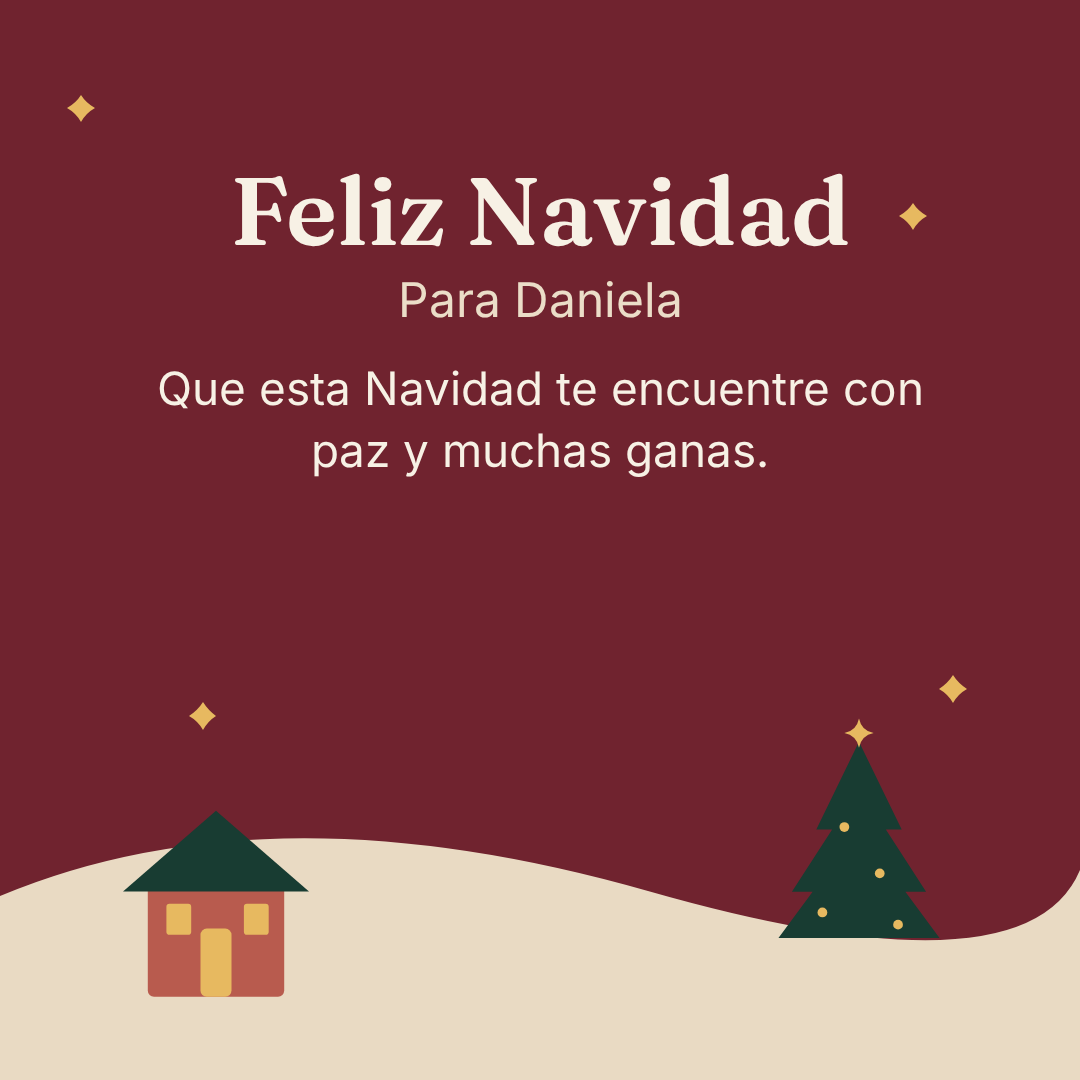 Feliz Navidad
Para Daniela
Que esta Navidad te encuentre con
paz y muchas ganas.